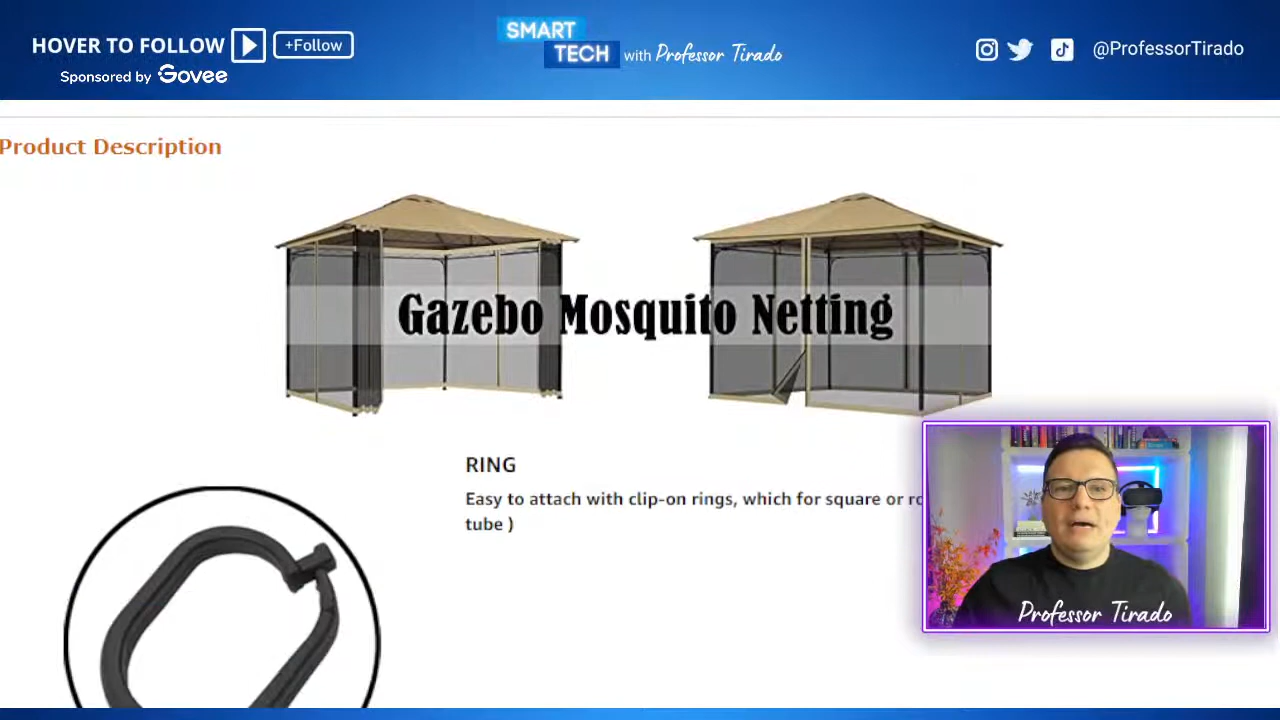 HOVER TO FOLLOW
+Follow
Sponsored by Govee
SMART
TECH with Professor Tirado
@ProfessorTirado
Product Description
Gazebo Mosquito Netting
RING
Easy to attach with clip-on rings, which for square or
tube )
Professor Tirado